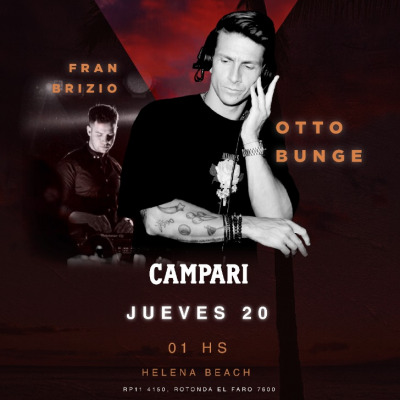 FRAN
BRIZIO
OTTO
BUNGE
CAMPARI
JUEVES 20
01 HS
HELENA BEACH
RP11 4150, ROTONDA EL FARO 7600